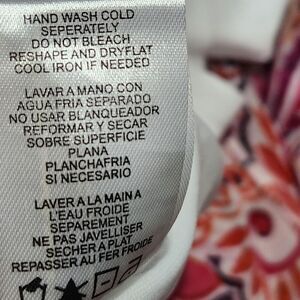 HAND WASH COLD
SEPERATELY
DO NOT BLEACH
RESHAPE AND DRYFLAT
COOL IRON IF NEEDED
LAVAR A MANO CON
AGUA FRIA SEPARADO
NO USAR BLANQUEADOR
REFORMAR Y SECAR
SOBRE SUPERFICIE
PLANA
PLANCHAFRIA
SI NECESARIO
LAVER A LA MAIN A
L'EAU FROIDE
SEPAREMENT
NE PAS JAVELLISER
SECHER A PLAT
REPASSER AU FER FROIDE